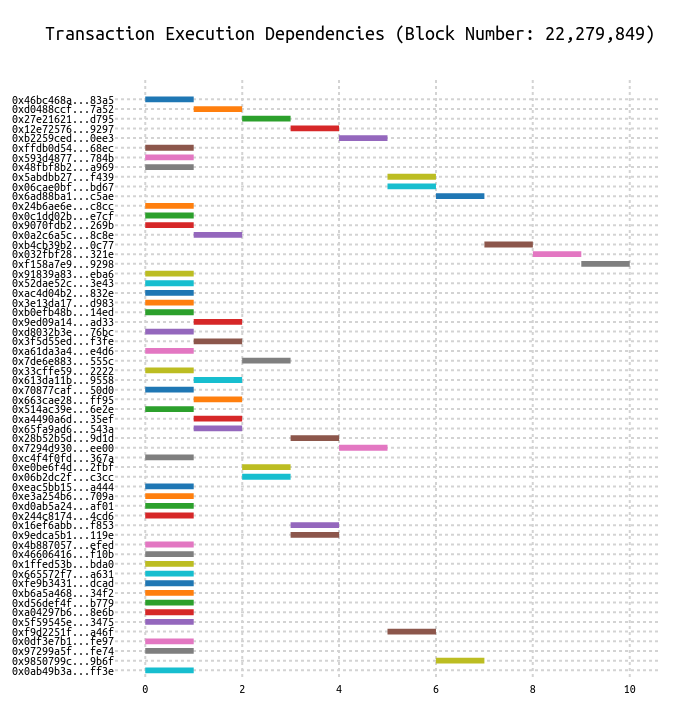 Transaction Execution Dependencies (Block Number: 22,279,849)
0x46bc468a...83a5
0xd0488ccf...7a52
0x27e21621...d795
0x12e72576...9297
0xb2259ced...0ee3
0xffdb0d54...68ec
0x593d4877...784b
0x48fbf8b2...a969
0x5abdbb27...f439
0x06cae0bf...bd67
0x6ad88ba1...c5ae
0x24b6ae6e...c8cc
0x0c1dd02b...e7cf
0x9070fdb2...269b
0x0a2c6a5c...8c8e
0xb4cb39b2...0c77
0x032fbf28...321e
0xf158a7e9...9298
0x91839a83...eba6
0x52dae52c...3e43
0xac4d04b2...832e
0x3e13da17...d983
0xb0efb48b...14ed
0x9ed09a14...ad33
0xd8032b3e...76bc
0x3f5d55ed...f3fe
0xa61da3a4...e4d6
0x7de6e883...555c
0x33cffe59...2222
0x613da11b...9558
0x70877caf...50d0
0x663cae28...ff95
0x514ac39e...6e2e
0xa4490a6d...35ef
0x65fa9ad6...543a
0x28b52b5d...9d1d
0x7294d930...ee00
0xc4f4f0fd...367a
0xe0be6f4d...2fbf
0x06b2dc2f...c3cc
0xeac5bb15...a444
0xe3a254b6...709a
0xd0ab5a24...af01
0x244c8174...4cd6
0x16ef6abb...f853
0x9edca5b1...119e
0x4b887057...efed
0x46606416...f10b
0x1ffed53b...bda0
0x665572f7...a631
0xfe9b3431...dcad
0xb6a5a468...34f2
0xd56def4f...b779
0xa04297b6...8e6b
0x5f59545e...3475
0xf9d2251f...a46f
0x0df3e7b1...fe97
0x97299a5f...fe74
0x9850799c...9b6f
0x0ab49b3a...ff3e
0 2 4 6 8 10